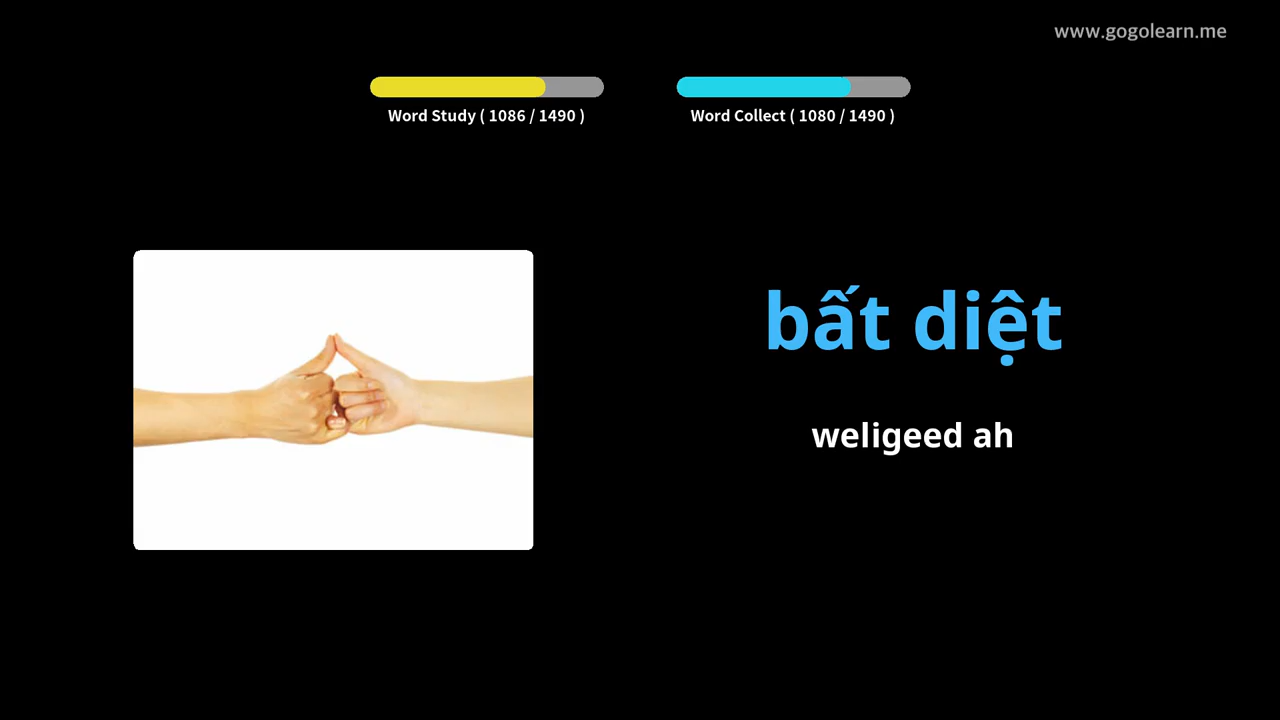 www.gogolearn.me
Word Study ( 1086 / 1490 )
Word Collect ( 1080 / 1490 )
bất diệt
weligeed ah